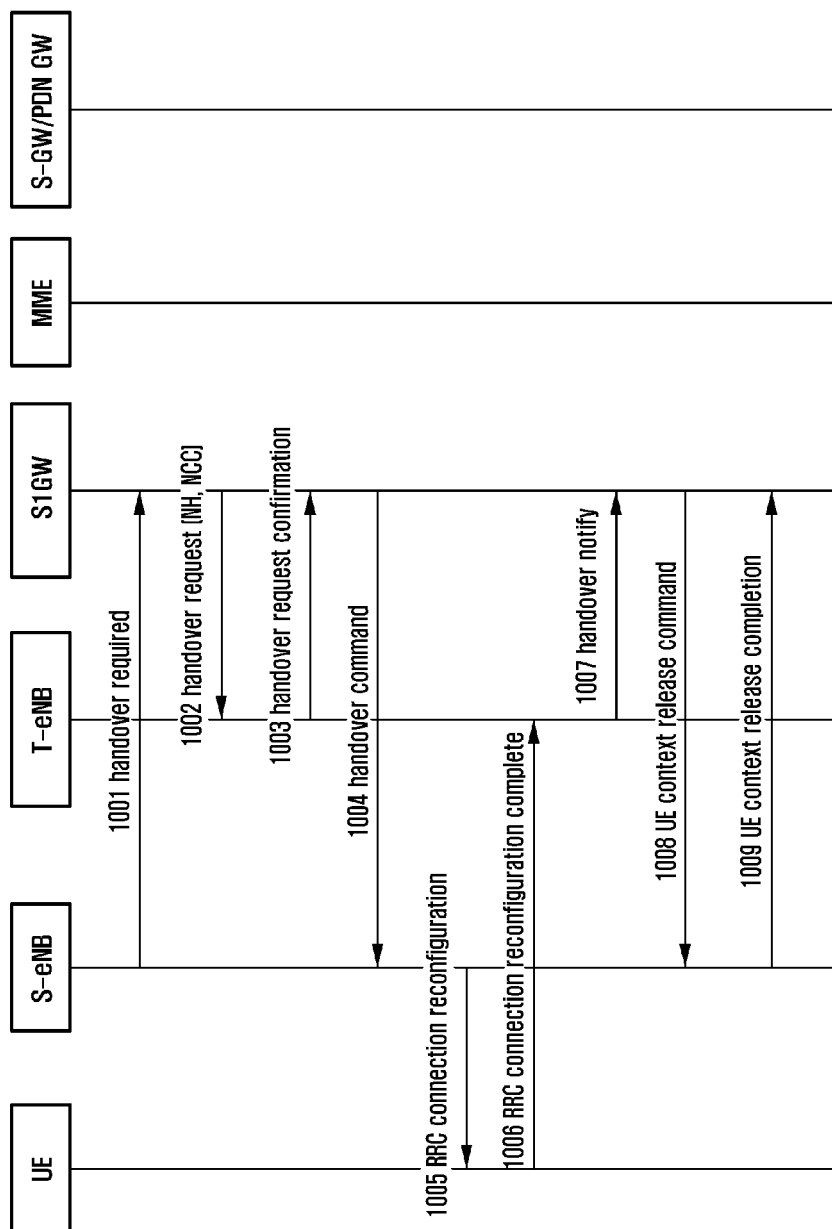 UE
S-eNB
T-eNB
S1GW
MME
S-GW/PDN GW
1001 handover required
1002 handover request (NH, NCC)
1003 handover request confirmation
1004 handover command
1005 RRC connection reconfiguration
1006 RRC connection reconfiguration complete
1007 handover notify
1008 UE context release command
1009 UE context release completion